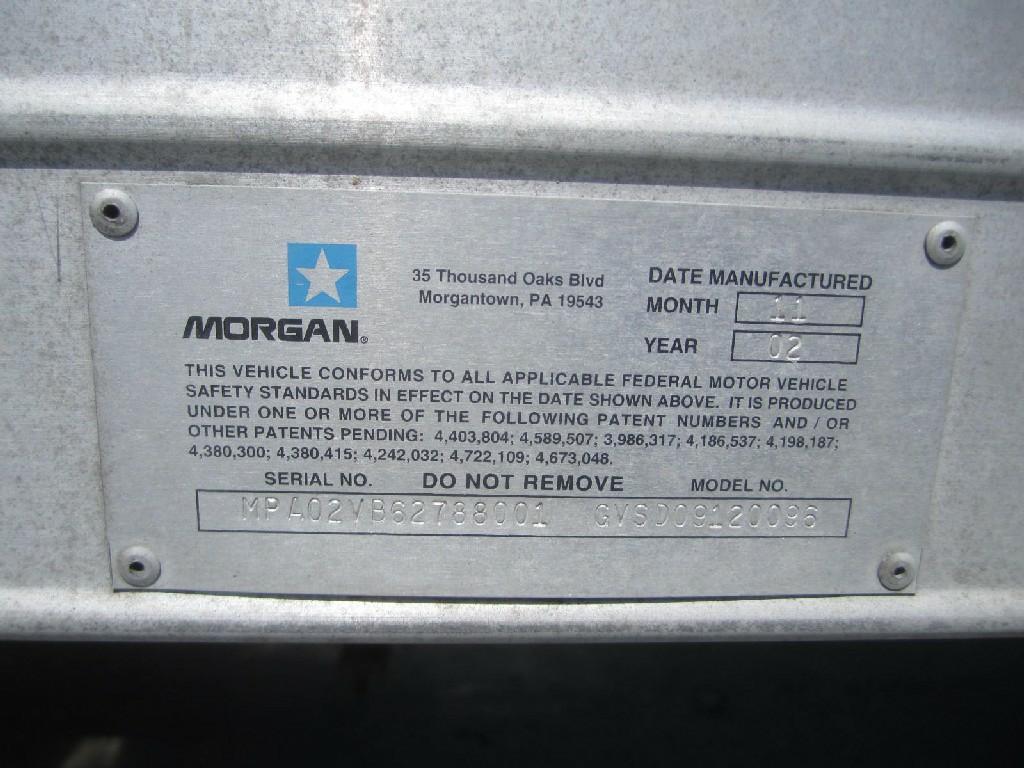 MORGAN®
35 Thousand Oaks Blvd
Morgantown, PA 19543
DATE MANUFACTURED
MONTH 11
YEAR 02
THIS VEHICLE CONFORMS TO ALL APPLICABLE FEDERAL MOTOR VEHICLE
SAFETY STANDARDS IN EFFECT ON THE DATE SHOWN ABOVE. IT IS PRODUCED
UNDER ONE OR MORE OF THE FOLLOWING PATENT NUMBERS AND / OR
OTHER PATENTS PENDING: 4,403,804; 4,589,507; 3,986,317; 4,186,537; 4,198,187;
4,380,300; 4,380,415; 4,242,032; 4,722,109; 4,673,048.
SERIAL NO. DO NOT REMOVE MODEL NO.
MPA02VB62788001 GVSD09120096